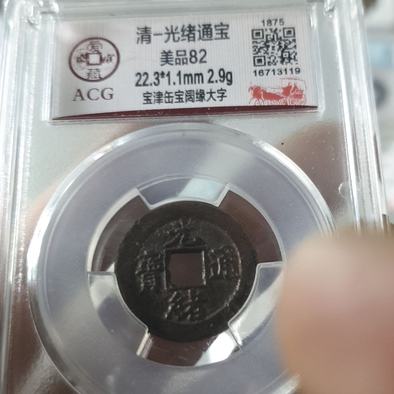 清-光绪通宝
1875
美品82
22.3*1.1mm 2.9g
16713119
宝津缶宝阔缘大字
ACG
光
寶 通
緒